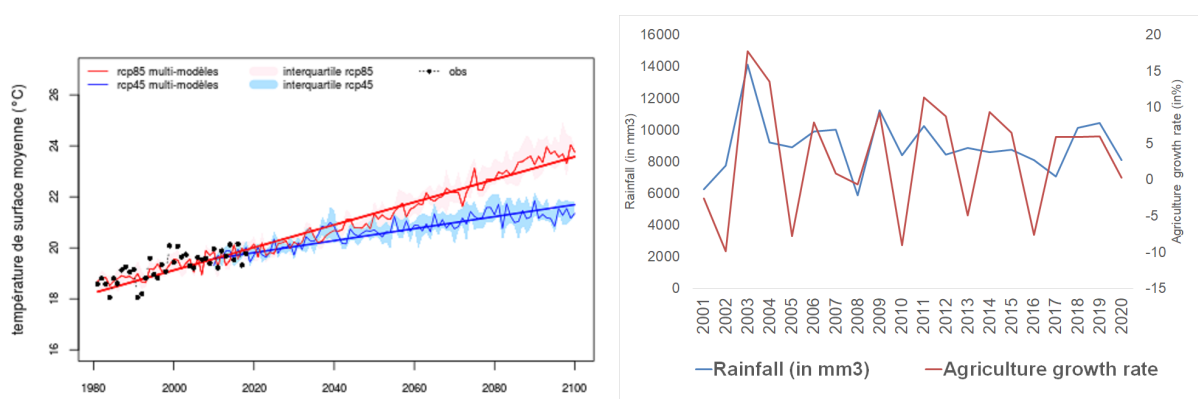 rcp85 multi-modèles
rcp45 multi-modèles
interquartile rcp85
interquartile rcp45
obs
température de surface moyenne (°C)
26
24
22
20
18
16
1980 2000 2020 2040 2060 2080 2100
Rainfall (in mm3)
16000
14000
12000
10000
8000
6000
4000
2000
0
Agriculture growth rate (in%)
20
15
10
5
0
-5
-10
-15
2001 2002 2003 2004 2005 2006 2007 2008 2009 2010 2011 2012 2013 2014 2015 2016 2017 2018 2019 2020
Rainfall (in mm3) Agriculture growth rate